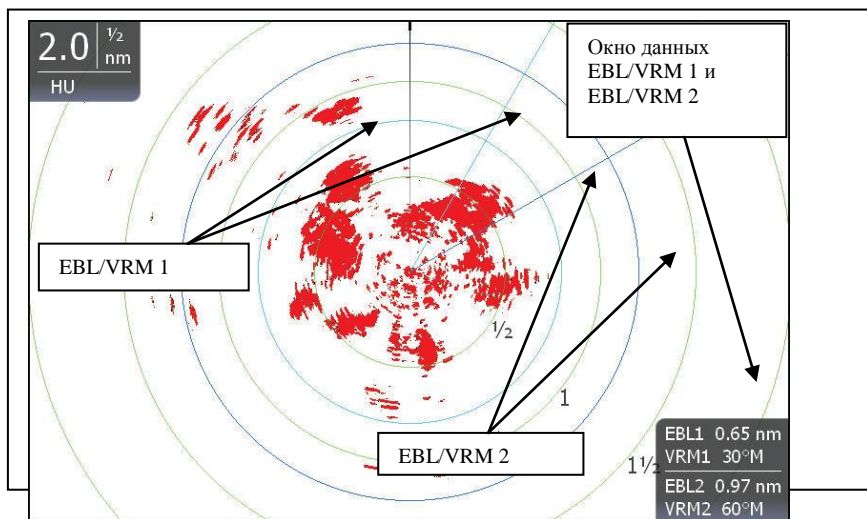 2.0 ½ nm
HU
Окно данных
EBL/VRM 1 и
EBL/VRM 2
EBL/VRM 1
½
1
EBL/VRM 2
1½
EBL1 0.65 nm
VRM1 30°M
EBL2 0.97 nm
VRM2 60°M